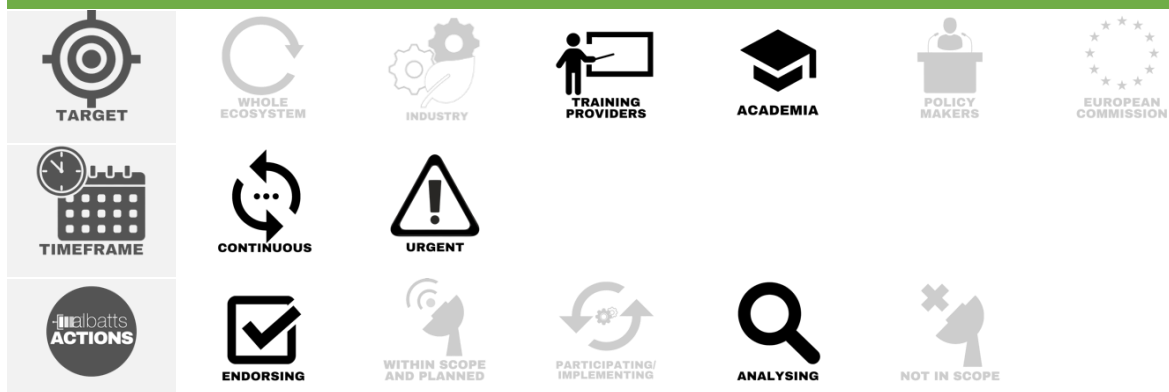 TARGET
WHOLE
ECOSYSTEM
INDUSTRY
TRAINING
PROVIDERS
ACADEMIA
POLICY
MAKERS
EUROPEAN
COMMISSION
TIMEFRAME
CONTINUOUS
URGENT
albatts
ACTIONS
ENDORSING
WITHIN SCOPE
AND PLANNED
PARTICIPATING/
IMPLEMENTING
ANALYSING
NOT IN SCOPE